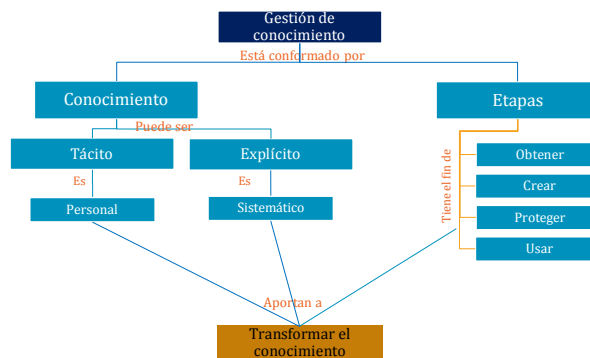 Gestión de
conocimiento
Está conformado por
Conocimiento
Etapas
Puede ser
Tácito
Explícito
Es
Es
Personal
Sistemático
Tiene el fin de
Obtener
Crear
Proteger
Usar
Aportan a
Transformar el
conocimiento